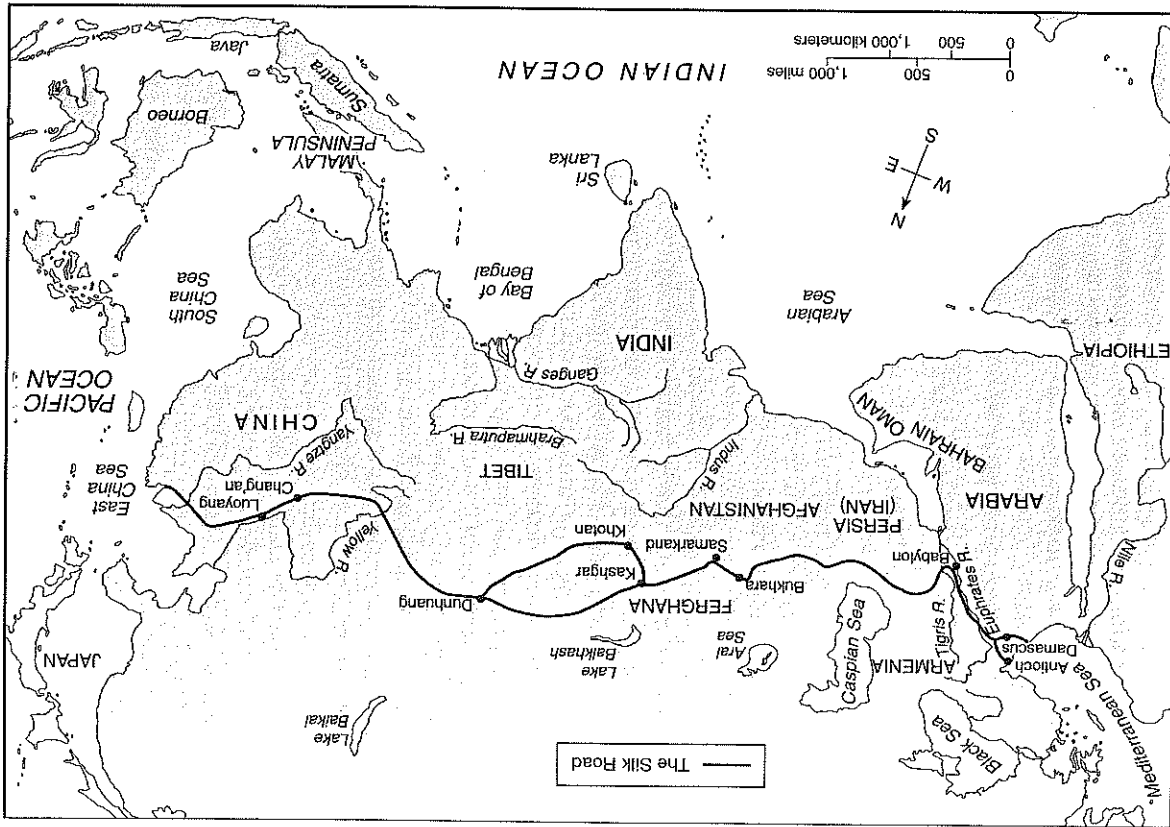 The Silk Road
Mediterranean Sea
Black Sea
Antioch
Damascus
ARMENIA
Caspian Sea
Aral
Sea
Lake
Balkhash
Lake
Baikal
JAPAN
Nile R.
Euphrates R.
Tigris R.
Babylon
Bukhara
Samarkand
FERGHANA
Kashgar
Khotan
Dunhuang
Yellow R.
Chang'an
Luoyang
East
China
Sea
ARABIA
BAHRAIN
OMAN
PERSIA
(IRAN)
AFGHANISTAN
Indus R.
TIBET
Brahmaputra R.
Yangtze R.
CHINA
PACIFIC
OCEAN
ETHIOPIA
Arabian
Sea
INDIA
Ganges R.
Bay of
Bengal
South
China
Sea
N
W
E
S
Sri
Lanka
MALAY
PENINSULA
Borneo
Sumatra
Java
INDIAN OCEAN
0 500 1,000 miles
0 500 1,000 kilometers